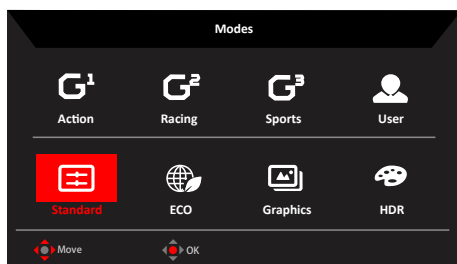 Modes
G1 G2 G3
Action Racing Sports User
Standard ECO Graphics HDR
Move OK